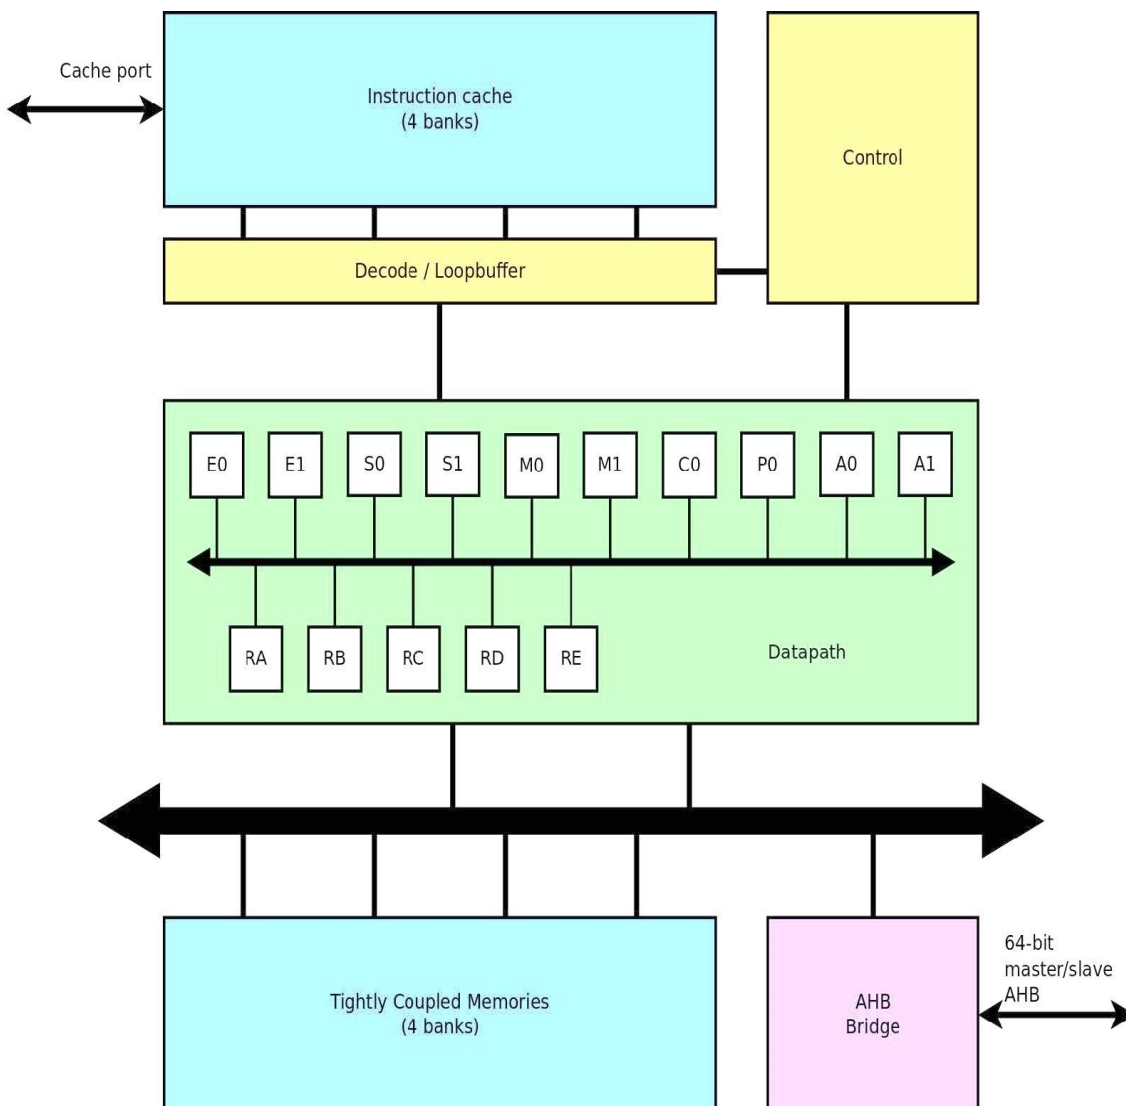 Cache port
Instruction cache
(4 banks)
Control
Decode / Loopbuffer
E0
E1
S0
S1
M0
M1
C0
P0
A0
A1
RA
RB
RC
RD
RE
Datapath
Tightly Coupled Memories
(4 banks)
AHB
Bridge
64-bit
master/slave
AHB